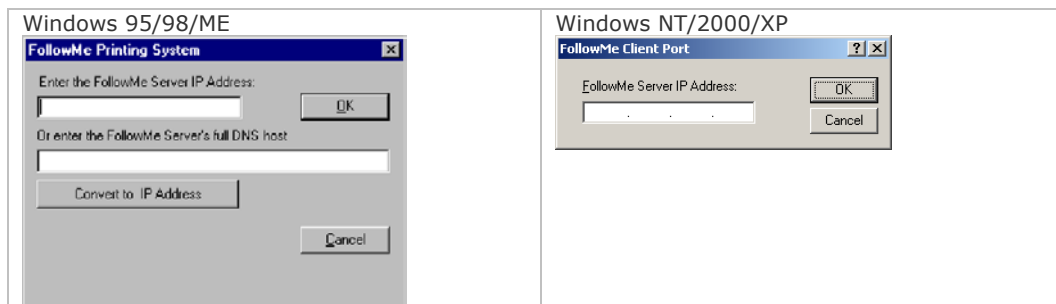 Windows 95/98/ME
FollowMe Printing System
Enter the FollowMe Server IP Address:
OK
Or enter the FollowMe Server's full DNS host
Convert to IP Address
Cancel
Windows NT/2000/XP
FollowMe Client Port
FollowMe Server IP Address:
. . .
OK
Cancel